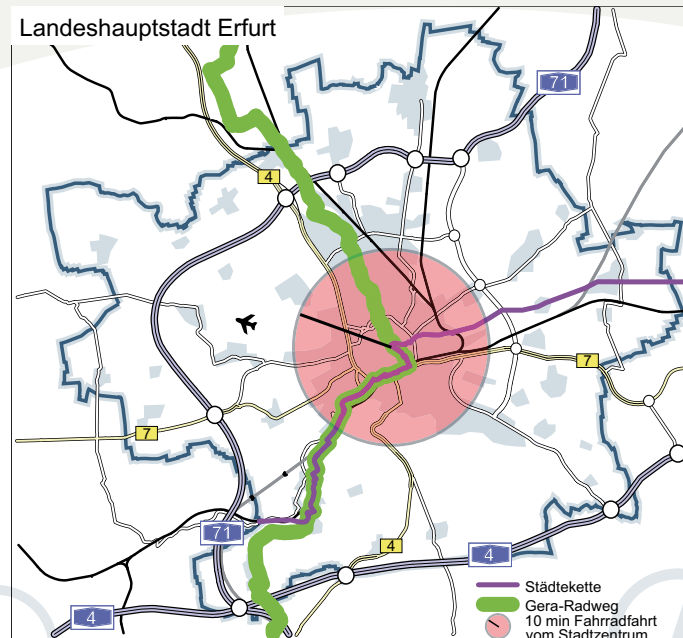 Landeshauptstadt Erfurt
71
4
7
7
71
4
4
4
Städtekette
Gera-Radweg
10 min Fahrradfahrt
vom Stadtzentrum